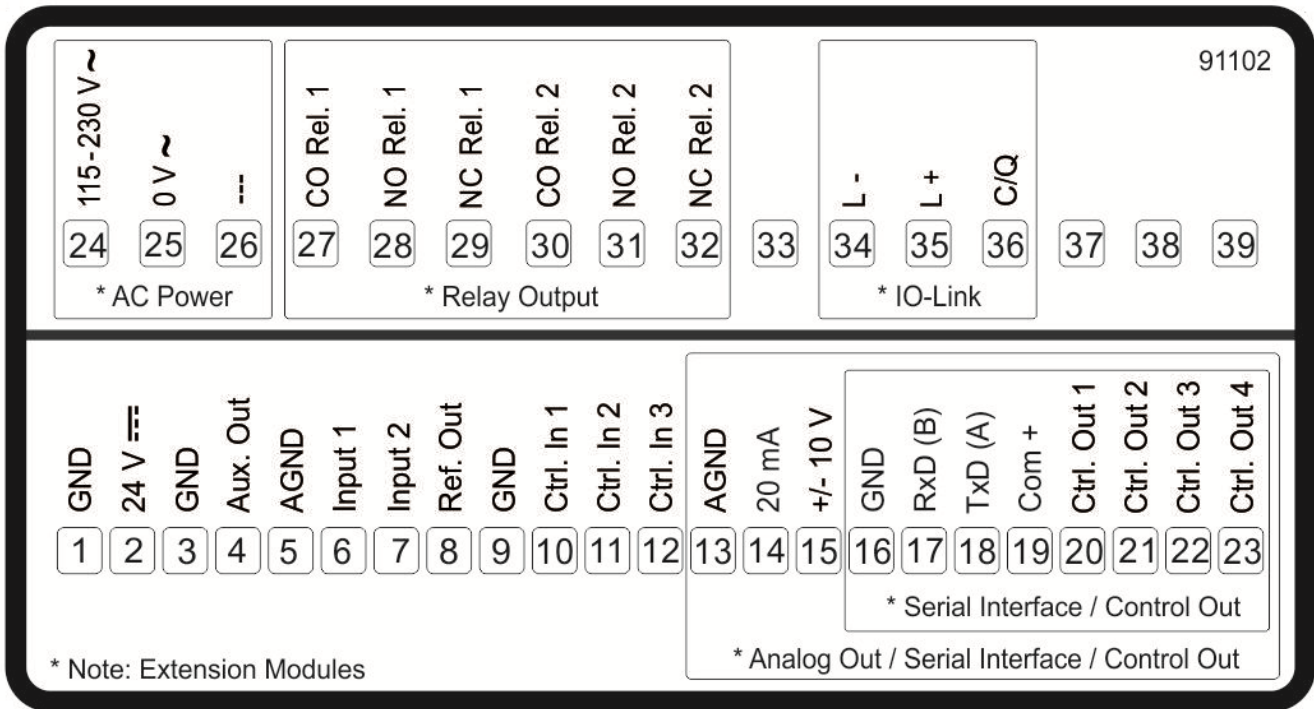 91102
115-230 V ~
0 V ~
---
CO Rel. 1
NO Rel. 1
NC Rel. 1
CO Rel. 2
NO Rel. 2
NC Rel. 2
L -
L +
C/Q
24 25 26 27 28 29 30 31 32 33 34 35 36 37 38 39
* AC Power
* Relay Output
* IO-Link
GND
24 V ⎓
GND
Aux. Out
AGND
Input 1
Input 2
Ref. Out
GND
Ctrl. In 1
Ctrl. In 2
Ctrl. In 3
AGND
20 mA
+/- 10 V
GND
RxD (B)
TxD (A)
Com +
Ctrl. Out 1
Ctrl. Out 2
Ctrl. Out 3
Ctrl. Out 4
1 2 3 4 5 6 7 8 9 10 11 12 13 14 15 16 17 18 19 20 21 22 23
* Serial Interface / Control Out
* Analog Out / Serial Interface / Control Out
* Note: Extension Modules